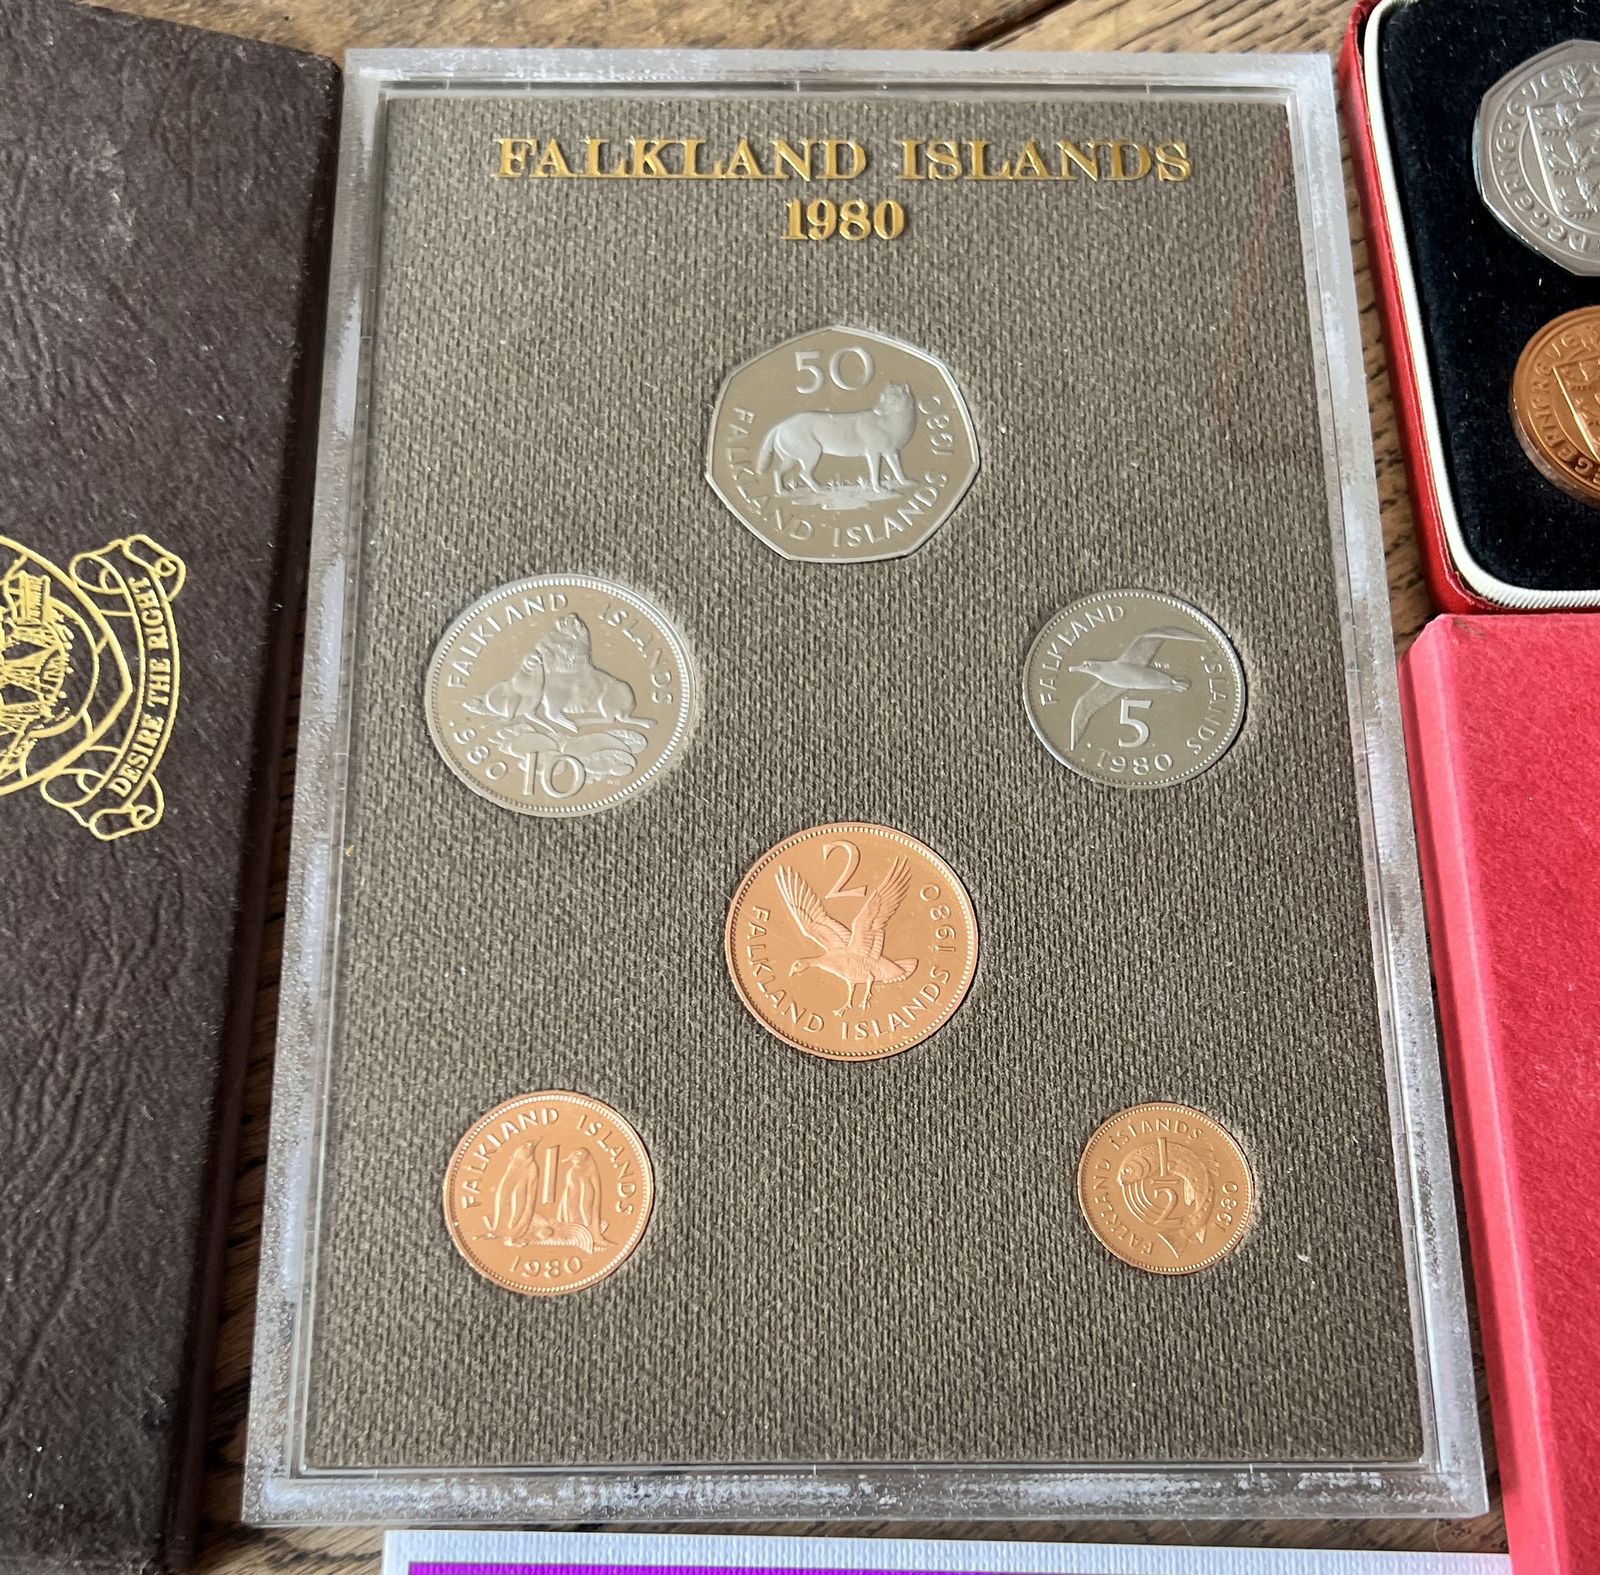 FALKLAND ISLANDS
1980
50
FALKLAND ISLANDS 1980
FALKLAND ISLANDS
1980 10
FALKLAND ISLANDS
5
1980
2
FALKLAND ISLANDS 1980
FALKLAND ISLANDS
1
1980
FALKLAND ISLANDS 1980
1/2
DESIRE THE RIGHT